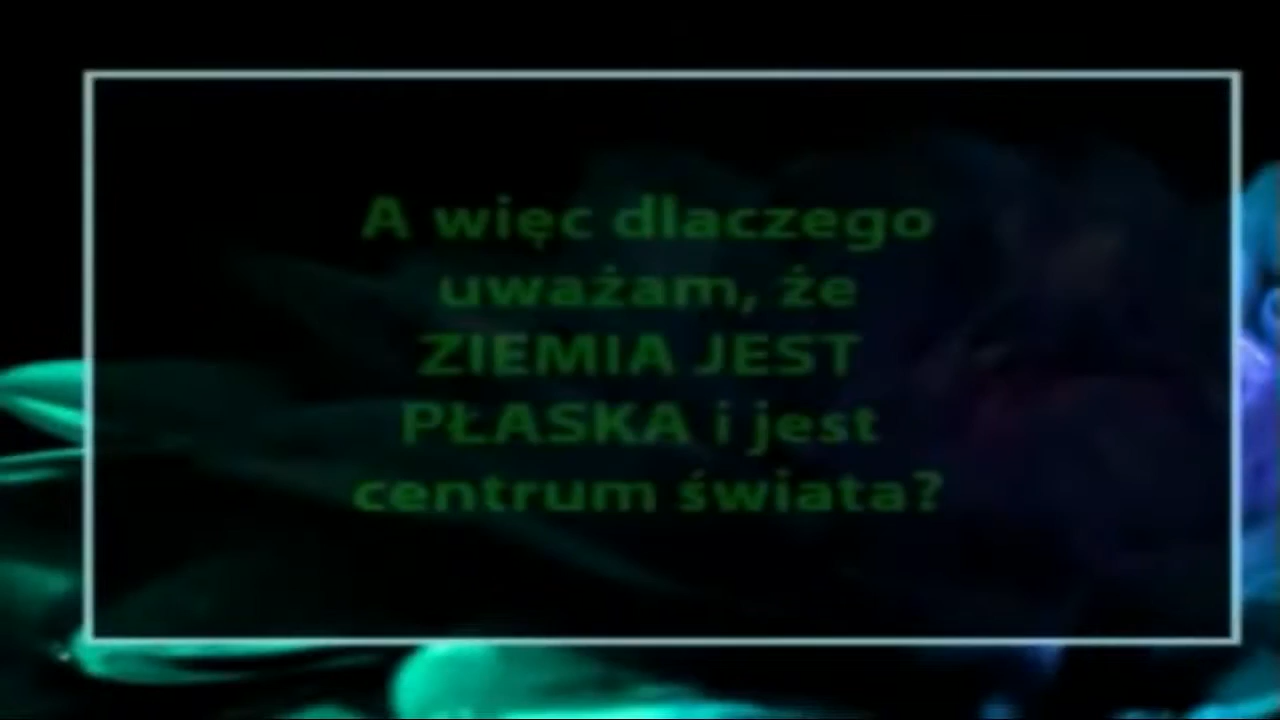 A więc dlaczego
uważam, że
ZIEMIA JEST
PŁASKA i jest
centrum świata?